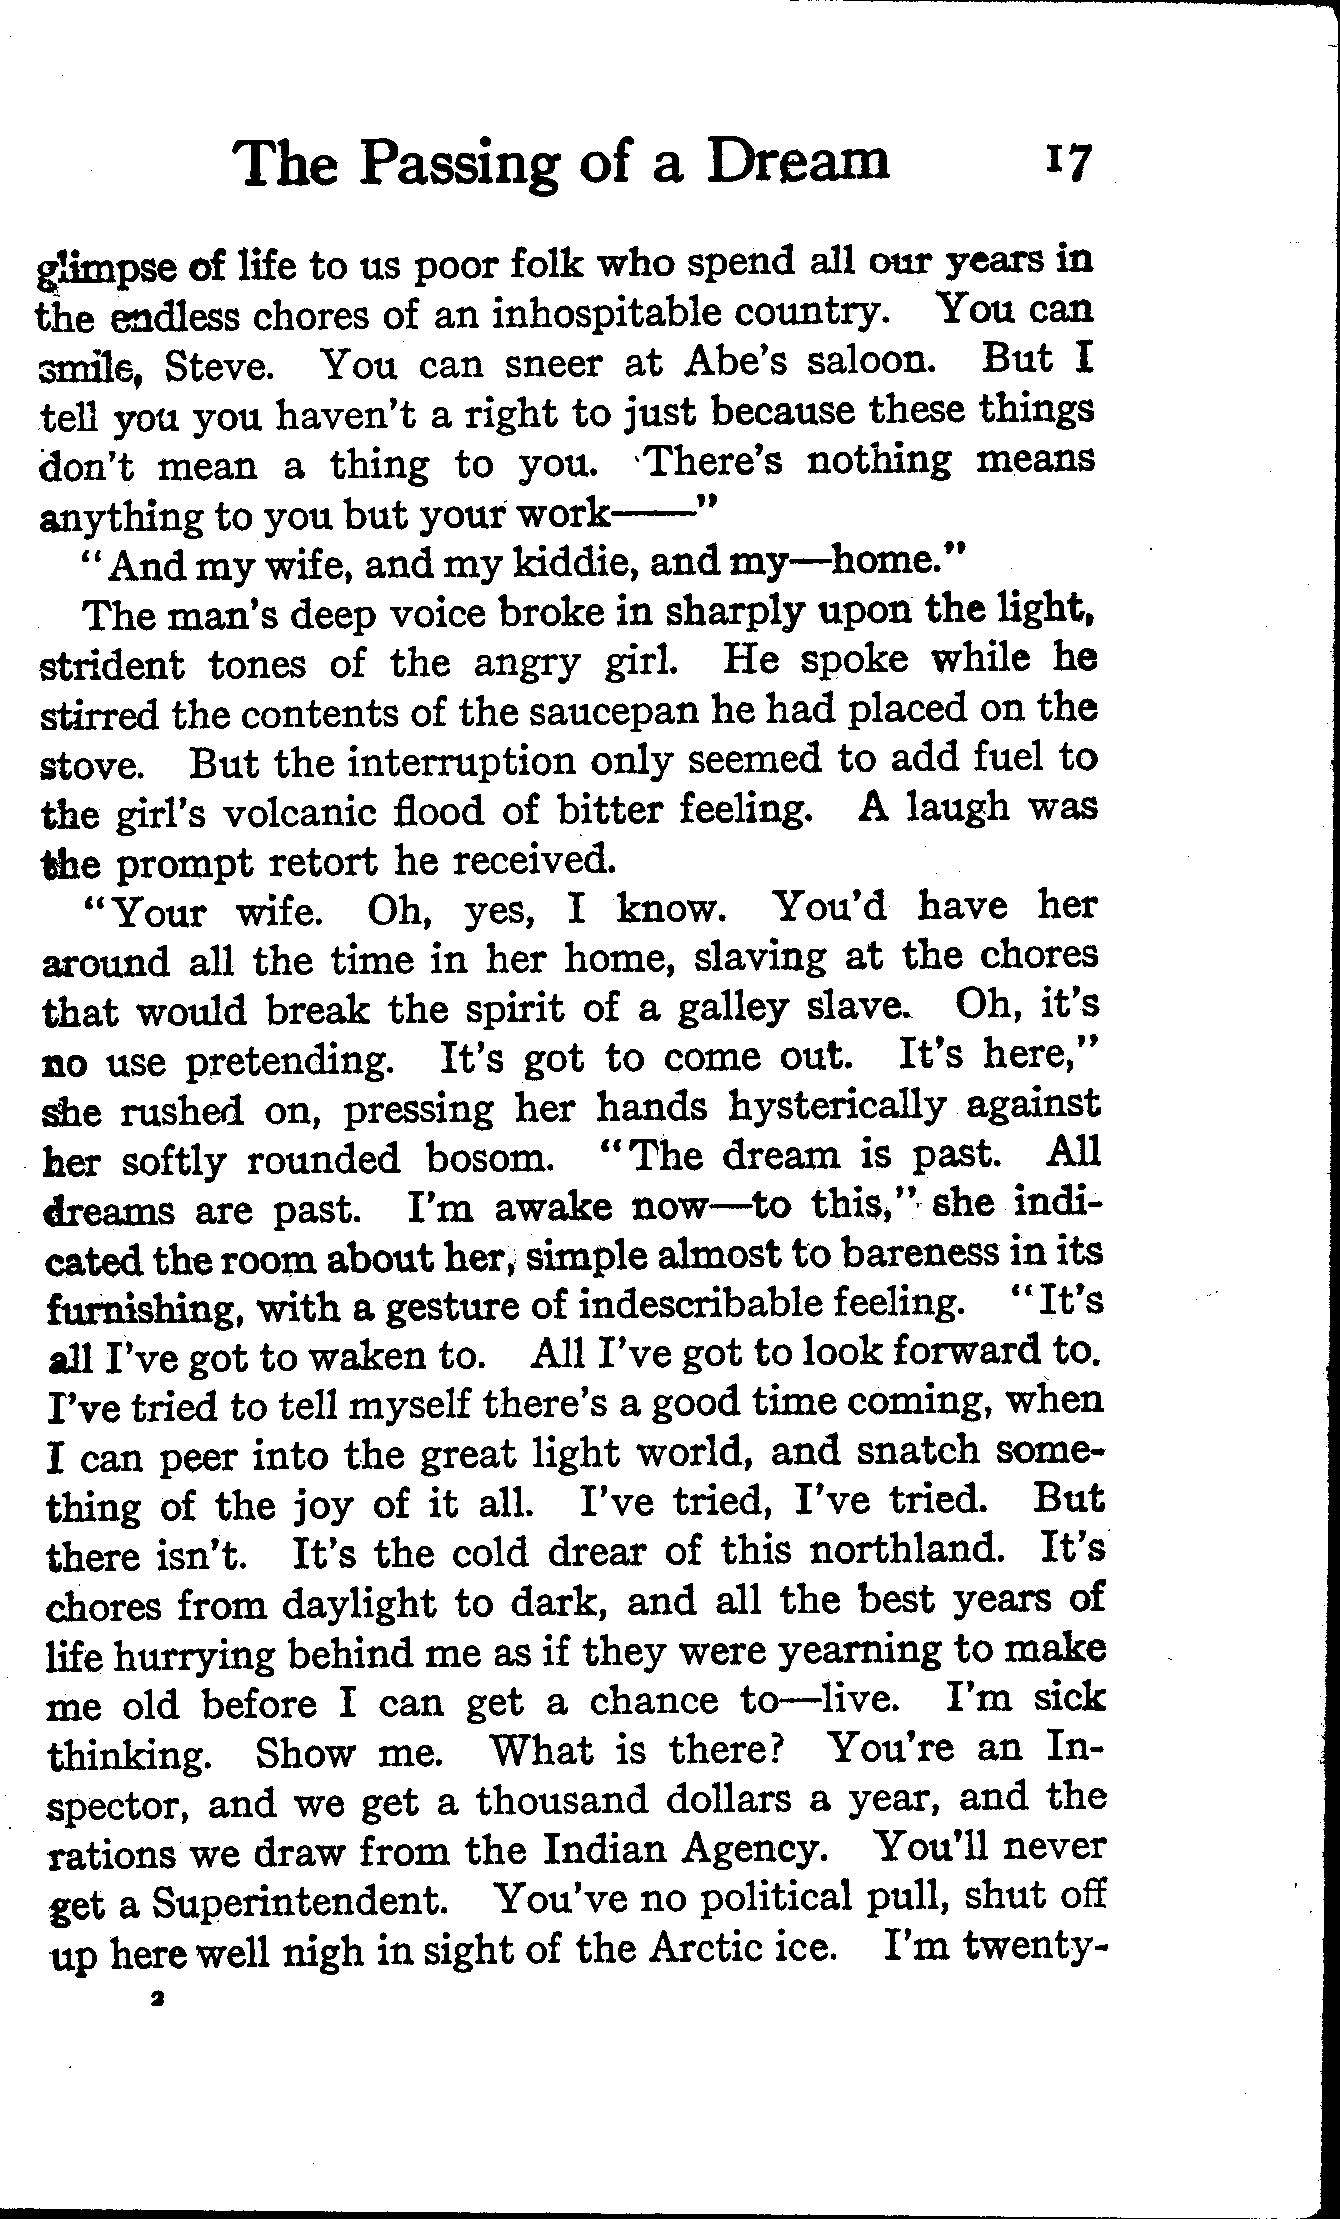 The Passing of a Dream 17
glimpse of life to us poor folk who spend all our years in
the endless chores of an inhospitable country. You can
smile, Steve. You can sneer at Abe's saloon. But I
tell you you haven't a right to just because these things
don't mean a thing to you. There's nothing means
anything to you but your work——"
"And my wife, and my kiddie, and my—home."
The man's deep voice broke in sharply upon the light,
strident tones of the angry girl. He spoke while he
stirred the contents of the saucepan he had placed on the
stove. But the interruption only seemed to add fuel to
the girl's volcanic flood of bitter feeling. A laugh was
the prompt retort he received.
"Your wife. Oh, yes, I know. You'd have her
around all the time in her home, slaving at the chores
that would break the spirit of a galley slave. Oh, it's
no use pretending. It's got to come out. It's here,"
she rushed on, pressing her hands hysterically against
her softly rounded bosom. "The dream is past. All
dreams are past. I'm awake now—to this," she indi-
cated the room about her, simple almost to bareness in its
furnishing, with a gesture of indescribable feeling. "It's
all I've got to waken to. All I've got to look forward to.
I've tried to tell myself there's a good time coming, when
I can peer into the great light world, and snatch some-
thing of the joy of it all. I've tried, I've tried. But
there isn't. It's the cold drear of this northland. It's
chores from daylight to dark, and all the best years of
life hurrying behind me as if they were yearning to make
me old before I can get a chance to—live. I'm sick
thinking. Show me. What is there? You're an In-
spector, and we get a thousand dollars a year, and the
rations we draw from the Indian Agency. You'll never
get a Superintendent. You've no political pull, shut off
up here well nigh in sight of the Arctic ice. I'm twenty-
2